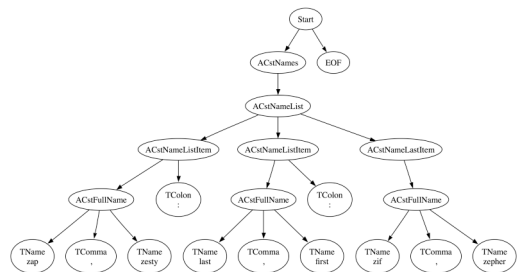 Start
ACstNames
EOF
ACstNameList
ACstNameListItem
ACstNameListItem
ACstNameLastItem
ACstFullName
TColon
:
ACstFullName
TColon
:
ACstFullName
TName
zap
TComma
,
TName
zesty
TName
last
TComma
,
TName
first
TName
zif
TComma
,
TName
zepher